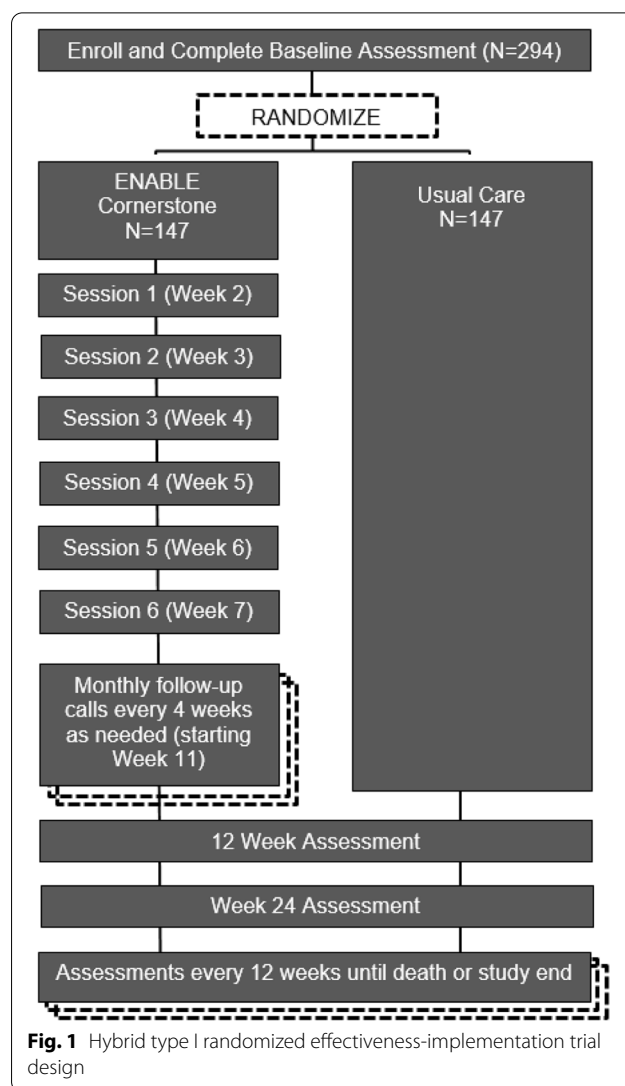 Enroll and Complete Baseline Assessment (N=294)
RANDOMIZE
ENABLE
Cornerstone
N=147
Usual Care
N=147
Session 1 (Week 2)
Session 2 (Week 3)
Session 3 (Week 4)
Session 4 (Week 5)
Session 5 (Week 6)
Session 6 (Week 7)
Monthly follow-up
calls every 4 weeks
as needed (starting
Week 11)
12 Week Assessment
Week 24 Assessment
Assessments every 12 weeks until death or study end
Fig. 1 Hybrid type I randomized effectiveness-implementation trial
design